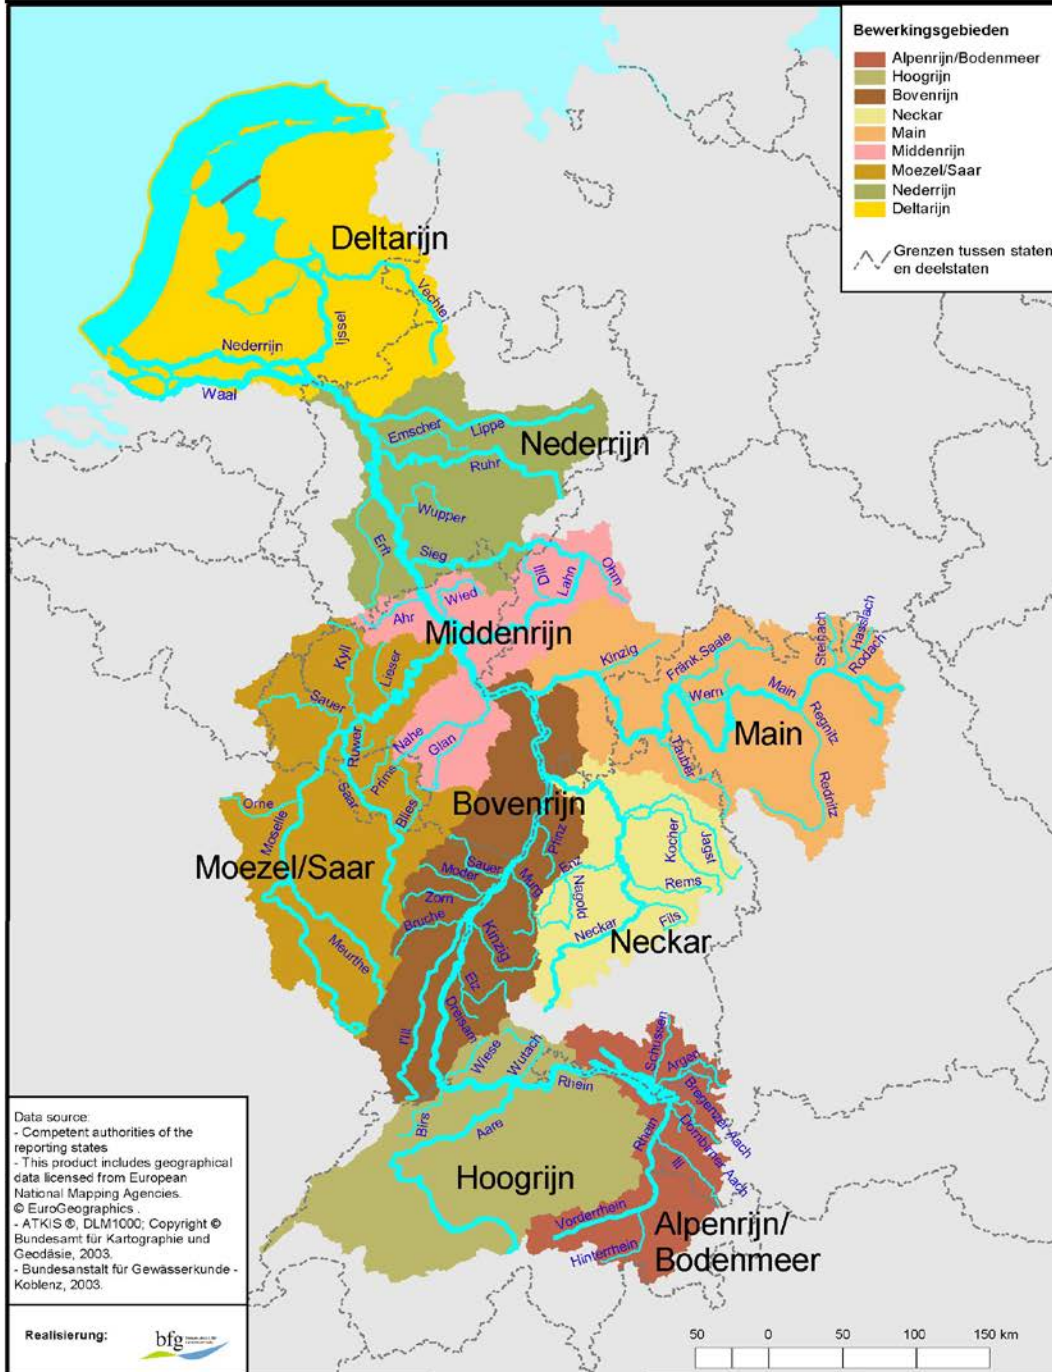 Bewerkingsgebieden
Alpenrijn/Bodenmeer
Hoogrijn
Bovenrijn
Neckar
Main
Middenrijn
Moezel/Saar
Nederrijn
Deltarijn
Grenzen tussen staten
en deelstaten
Deltarijn
Vechte
Ijssel
Nederrijn
Waal
Emscher
Lippe
Nederrijn
Ruhr
Wupper
Erft
Sieg
Dill
Lahn
Ohm
Wied
Ahr
Middenrijn
Kyll
Lieser
Kinzig
Fränk.Saale
Steinach
Hasslach
Rodach
Sauer
Wern
Main
Regnitz
Ruwer
Nahe
Glan
Main
Tauber
Rednitz
Prims
Saar
Blies
Orne
Moselle
Bovenrijn
Pfinz
Kocher
Jagst
Moezel/Saar
Sauer
Moder
Murg
Enz
Nagold
Rems
Zorn
Bruche
Kinzig
Neckar
Fils
Neckar
Meurthe
Elz
Dreisam
l'Ill
Wiese
Wutach
Rhein
Schussen
Argen
Bregenzer Aach
Dornbirner Aach
Birs
Aare
Rhein
Ill
Hoogrijn
Vorderrhein
Hinterrhein
Alpenrijn/
Bodenmeer
Data source:
- Competent authorities of the
reporting states
- This product includes geographical
data licensed from European
National Mapping Agencies.
© EuroGeographics .
- ATKIS ®, DLM1000; Copyright ©
Bundesamt für Kartographie und
Geodäsie, 2003.
- Bundesanstalt für Gewässerkunde -
Koblenz, 2003.
Realisierung:
bfg
50 0 50 100 150 km